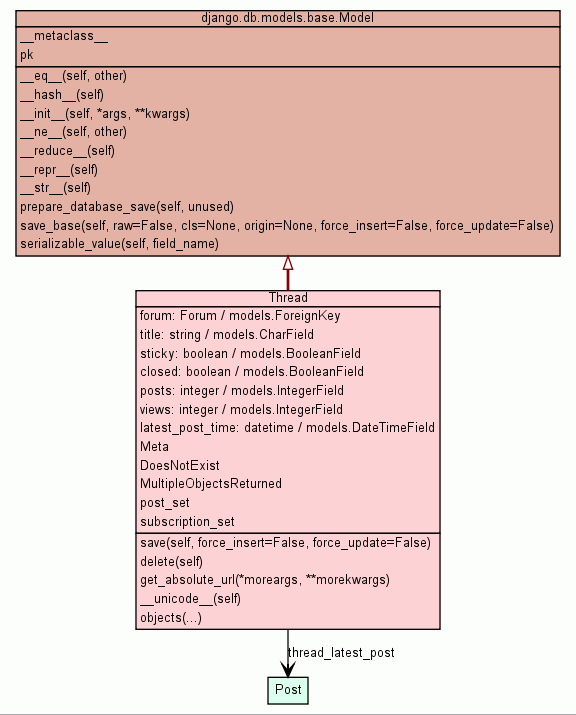 django.db.models.base.Model
__metaclass__
pk
__eq__(self, other)
__hash__(self)
__init__(self, *args, **kwargs)
__ne__(self, other)
__reduce__(self)
__repr__(self)
__str__(self)
prepare_database_save(self, unused)
save_base(self, raw=False, cls=None, origin=None, force_insert=False, force_update=False)
serializable_value(self, field_name)
Thread
forum: Forum / models.ForeignKey
title: string / models.CharField
sticky: boolean / models.BooleanField
closed: boolean / models.BooleanField
posts: integer / models.IntegerField
views: integer / models.IntegerField
latest_post_time: datetime / models.DateTimeField
Meta
DoesNotExist
MultipleObjectsReturned
post_set
subscription_set
save(self, force_insert=False, force_update=False)
delete(self)
get_absolute_url(*moreargs, **morekwargs)
__unicode__(self)
objects(...)
thread_latest_post
Post